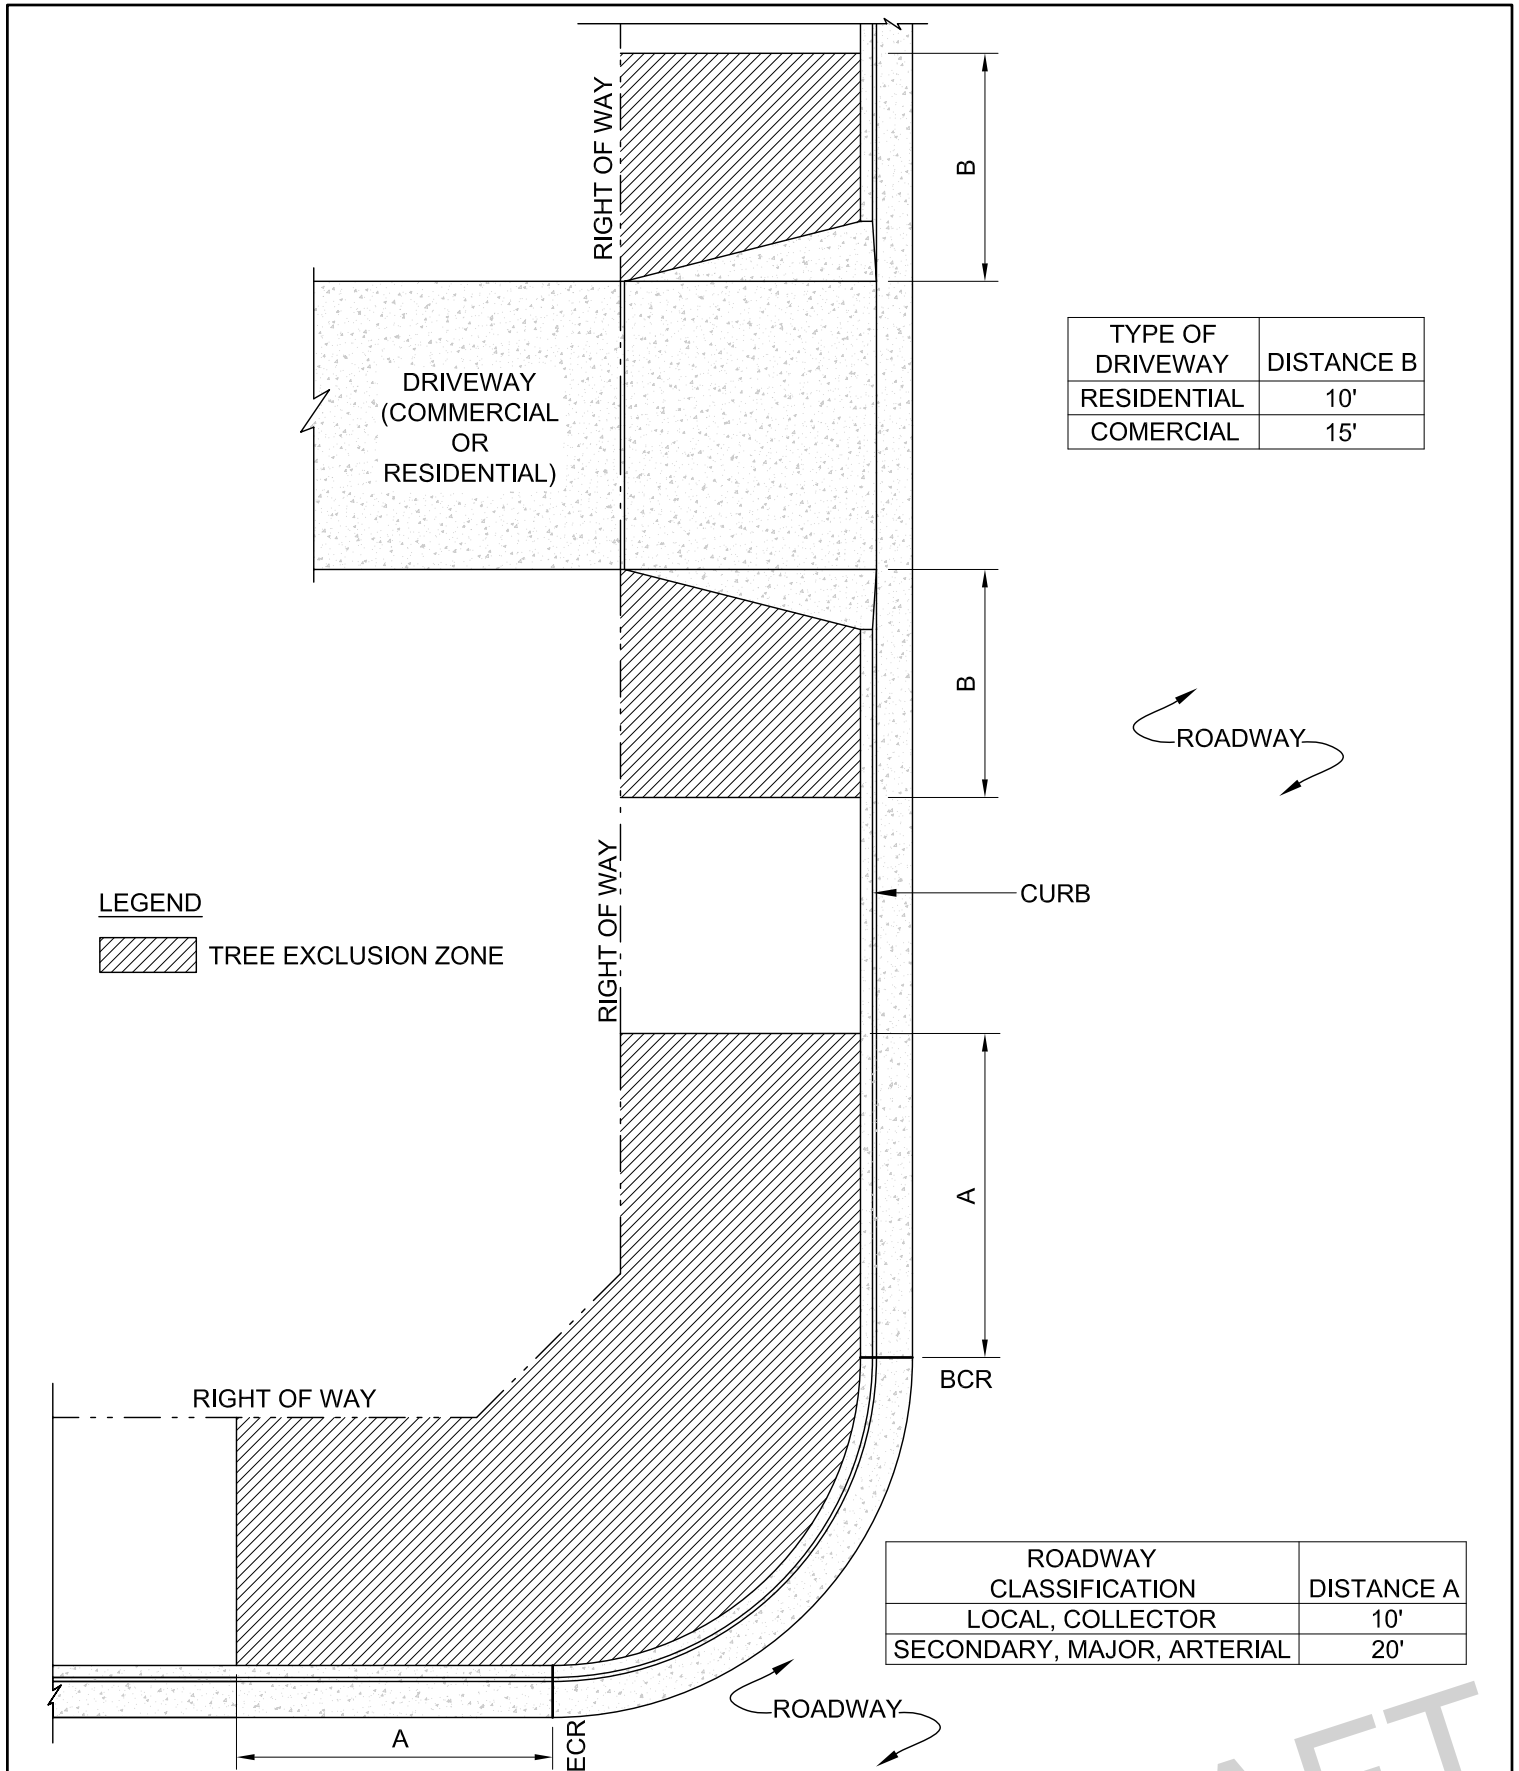 RIGHT OF WAY
B
TYPE OF
DRIVEWAY
DISTANCE B
RESIDENTIAL
10'
COMERCIAL
15'
DRIVEWAY
(COMMERCIAL
OR
RESIDENTIAL)
B
ROADWAY
RIGHT OF WAY
CURB
LEGEND
TREE EXCLUSION ZONE
A
BCR
RIGHT OF WAY
ROADWAY
CLASSIFICATION
DISTANCE A
LOCAL, COLLECTOR
10'
SECONDARY, MAJOR, ARTERIAL
20'
ROADWAY
A
ECR